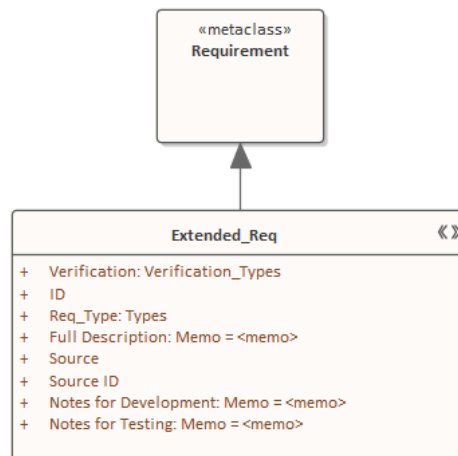 «metaclass»
Requirement
Extended_Req «»
+ Verification: Verification_Types
+ ID
+ Req_Type: Types
+ Full Description: Memo = <memo>
+ Source
+ Source ID
+ Notes for Development: Memo = <memo>
+ Notes for Testing: Memo = <memo>